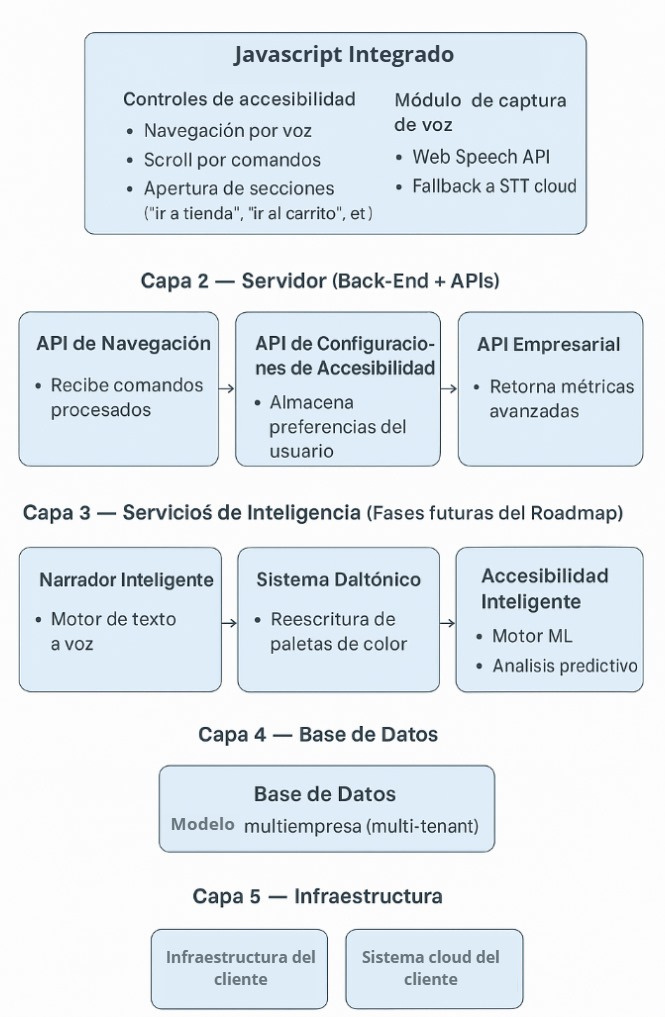 Javascript Integrado
Controles de accesibilidad
• Navegación por voz
• Scroll por comandos
• Apertura de secciones
("ir a tienda", "ir al carrito", et)
Módulo de captura
de voz
• Web Speech API
• Fallback a STT cloud
Capa 2 — Servidor (Back-End + APIs)
API de Navegación
• Recibe comandos
procesados
API de Configuracio-
nes de Accesibilidad
• Almacena
preferencias del
usuario
API Empresarial
• Retorna métricas
avanzadas
Capa 3 — Servicioś de Inteligencia (Fases futuras del Roadmap)
Narrador Inteligente
• Motor de texto
a voz
Sistema Daltónico
• Reescritura de
paletas de color
Accesibilidad
Inteligente
• Motor ML
• Analisis predictivo
Capa 4 — Base de Datos
Base de Datos
Modelo multiempresa (multi-tenant)
Capa 5 — Infraestructura
Infraestructura del
cliente
Sistema cloud del
cliente